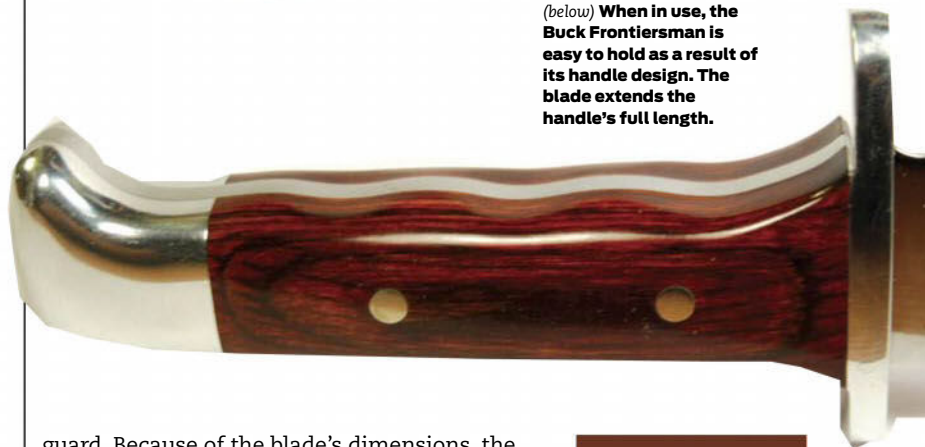 (below) When in use, the
Buck Frontiersman is
easy to hold as a result of
its handle design. The
blade extends the
handle's full length.
guard. Because of the blade's dimensions, the